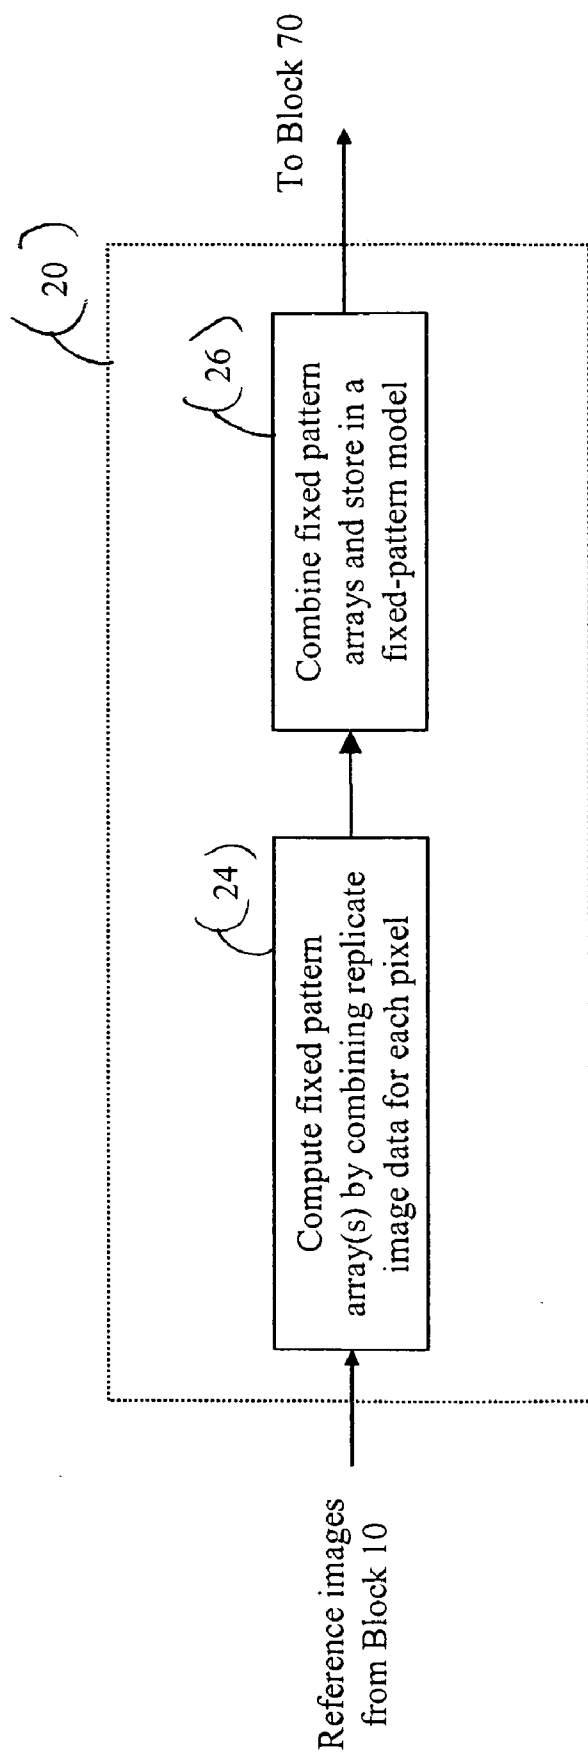 Reference images
from Block 10
20
24
Compute fixed pattern
array(s) by combining replicate
image data for each pixel
26
Combine fixed pattern
arrays and store in a
fixed-pattern model
To Block 70